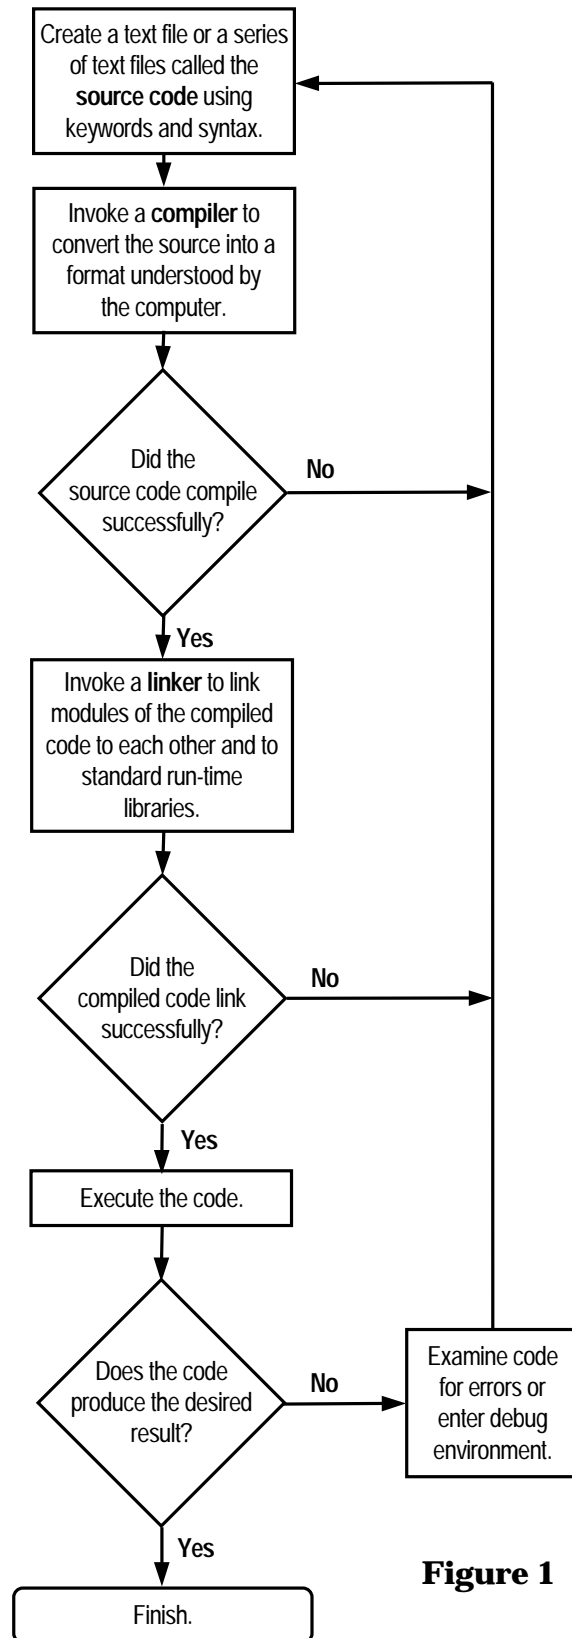 Create a text file or a series
of text files called the
source code using
keywords and syntax.
Invoke a compiler to
convert the source into a
format understood by
the computer.
Did the
source code compile
successfully?
No
Yes
Invoke a linker to link
modules of the compiled
code to each other and to
standard run-time
libraries.
Did the
compiled code link
successfully?
No
Yes
Execute the code.
Does the code
produce the desired
result?
No
Examine code
for errors or
enter debug
environment.
Yes
Finish.
Figure 1